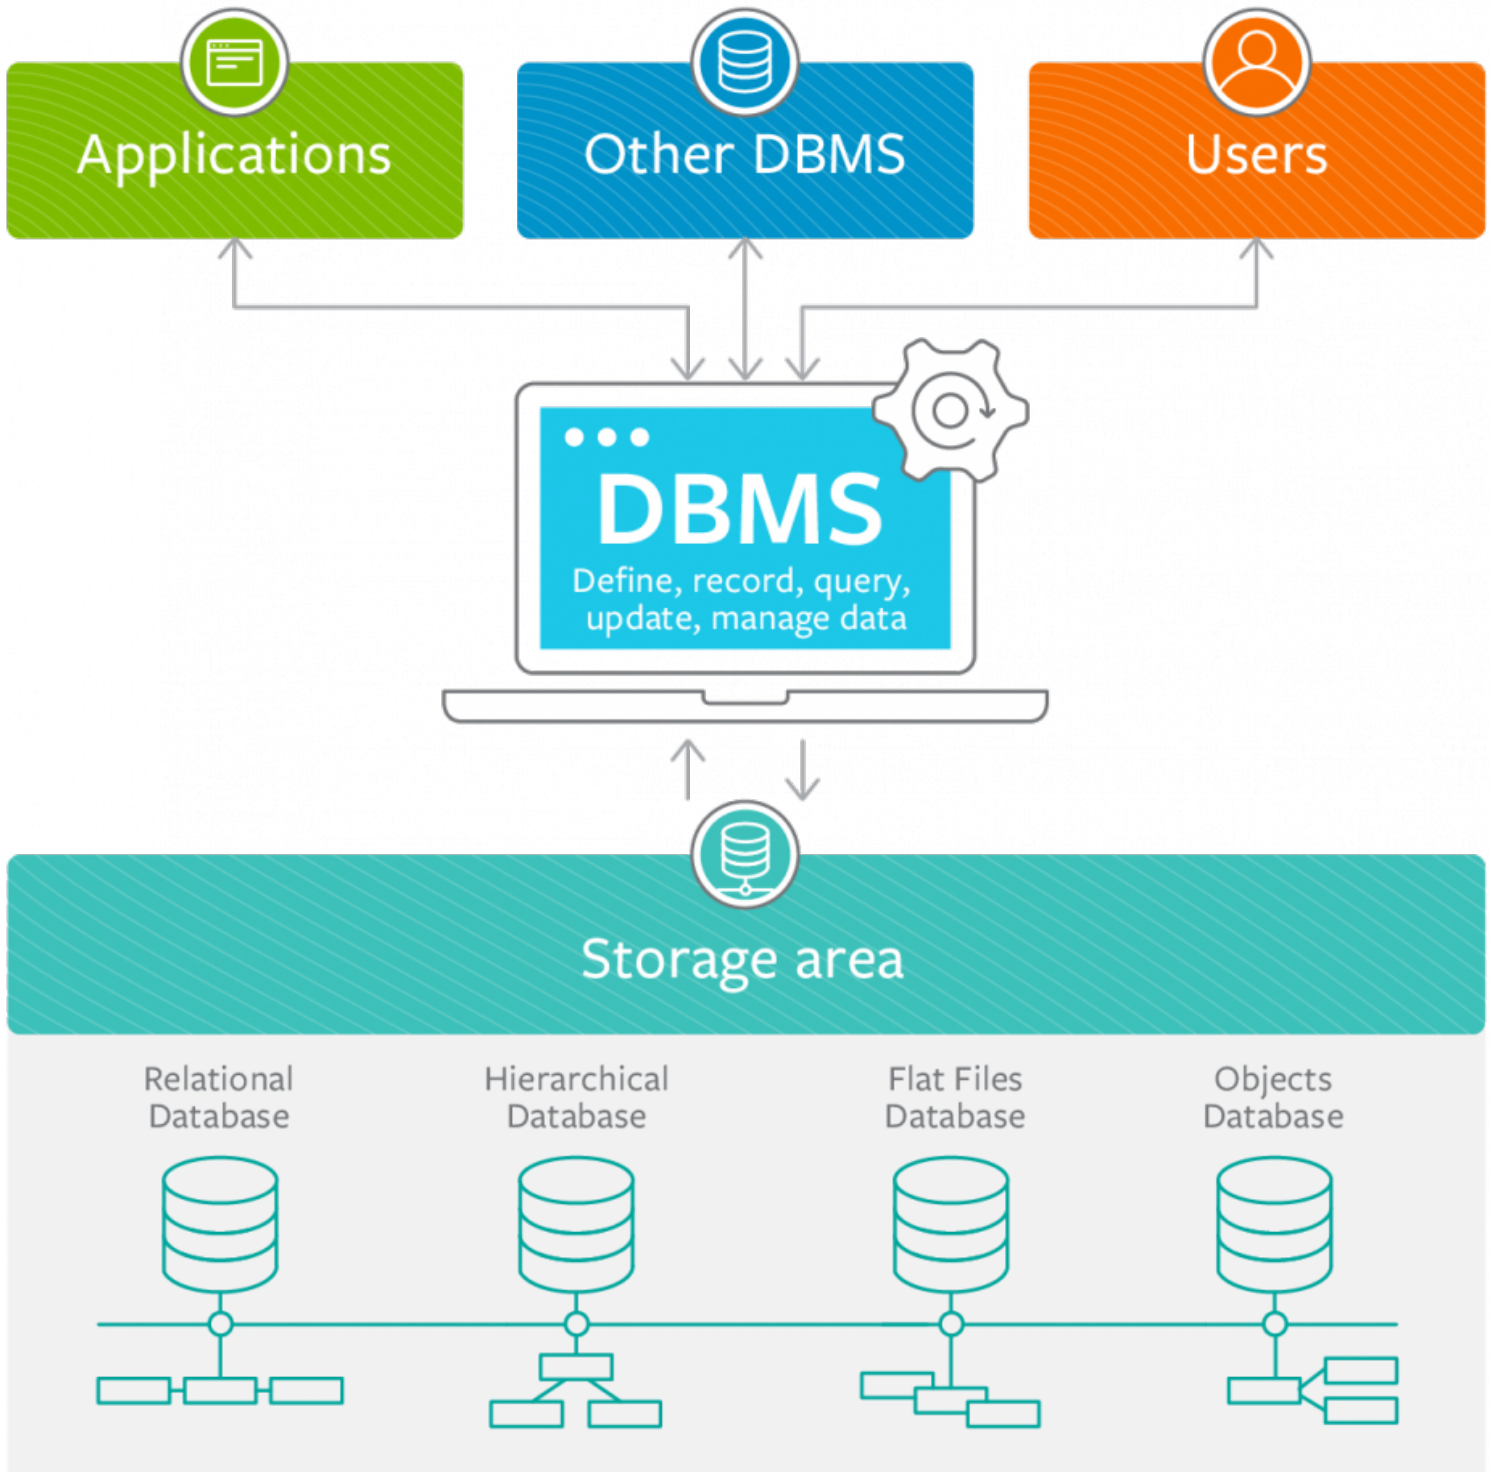 Applications
Other DBMS
Users
DBMS
Define, record, query,
update, manage data
Storage area
Relational
Database
Hierarchical
Database
Flat Files
Database
Objects
Database